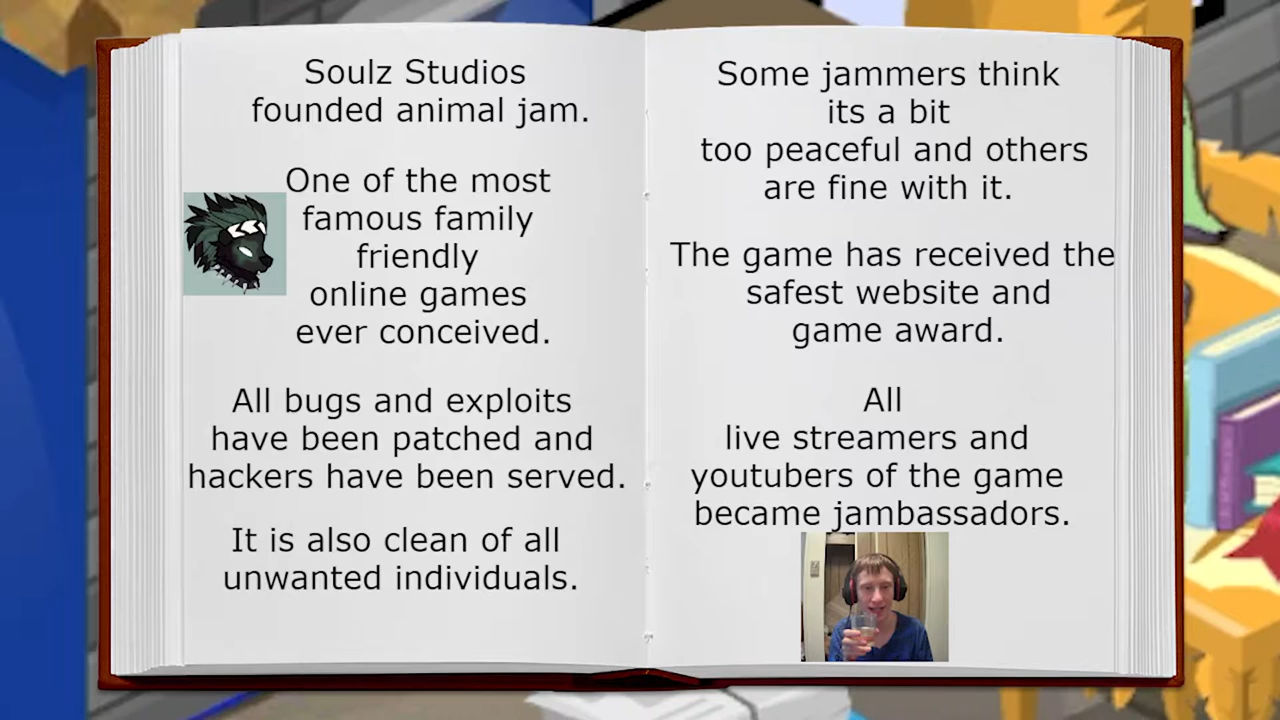 Soulz Studios
founded animal jam.
One of the most
famous family
friendly
online games
ever conceived.
All bugs and exploits
have been patched and
hackers have been served.
It is also clean of all
unwanted individuals.
Some jammers think
its a bit
too peaceful and others
are fine with it.
The game has received the
safest website and
game award.
All
live streamers and
youtubers of the game
became jambassadors.